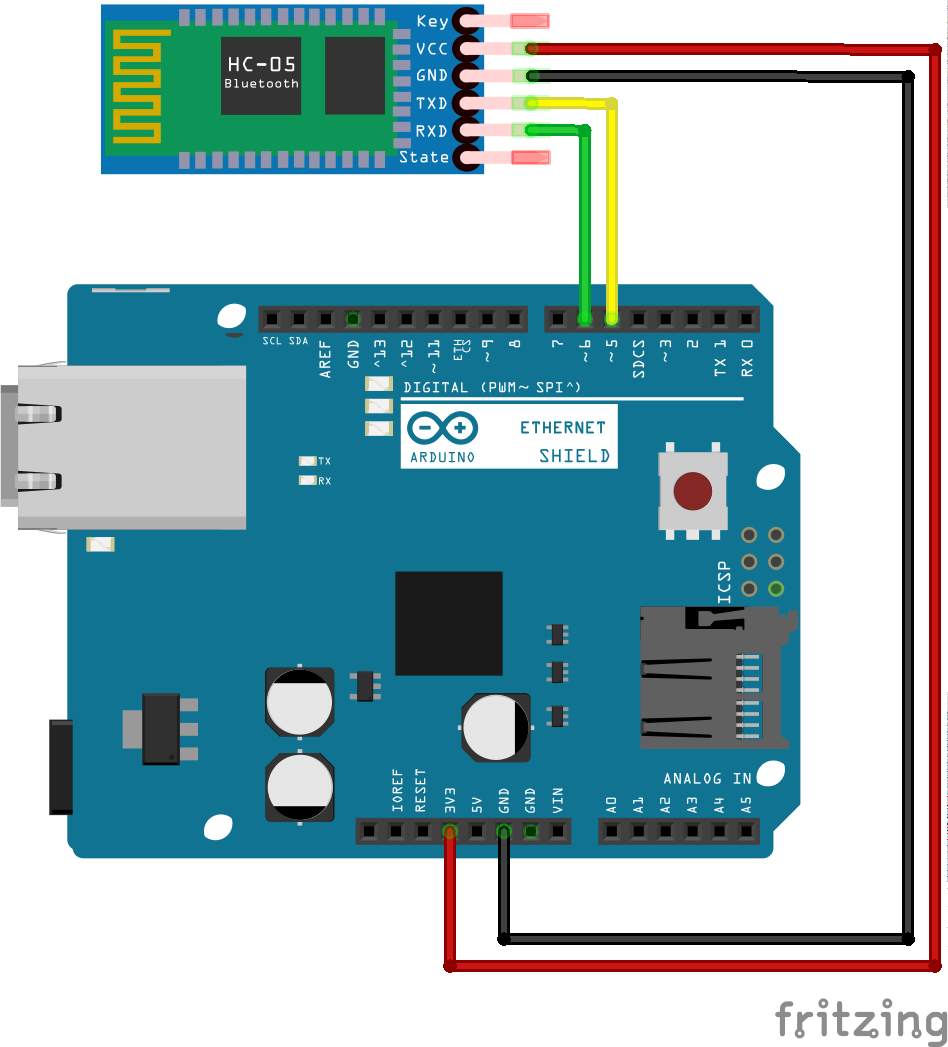 Key
VCC
HC-05
Bluetooth
GND
TXD
RXD
State
SCL SDA
AREF
GND
^13
^12
~11
ETH CS
~9
8
7
~6
~5
SDCS
~3
2
TX 1
RX 0
DIGITAL (PWM~ SPI^)
ARDUINO
ETHERNET
SHIELD
TX
RX
ICSP
ANALOG IN
IOREF
RESET
3V3
5V
GND
GND
VIN
A0
A1
A2
A3
A4
A5
fritzing